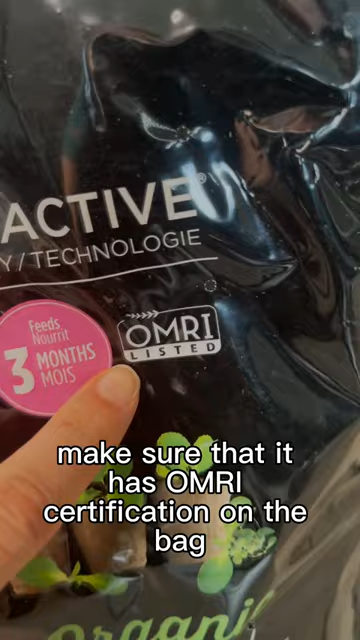 ACTIVE®
Y/TECHNOLOGIE
Feeds
Nourrit
3 MONTHS
MOIS
OMRI
LISTED
make sure that it
has OMRI
certification on the
bag